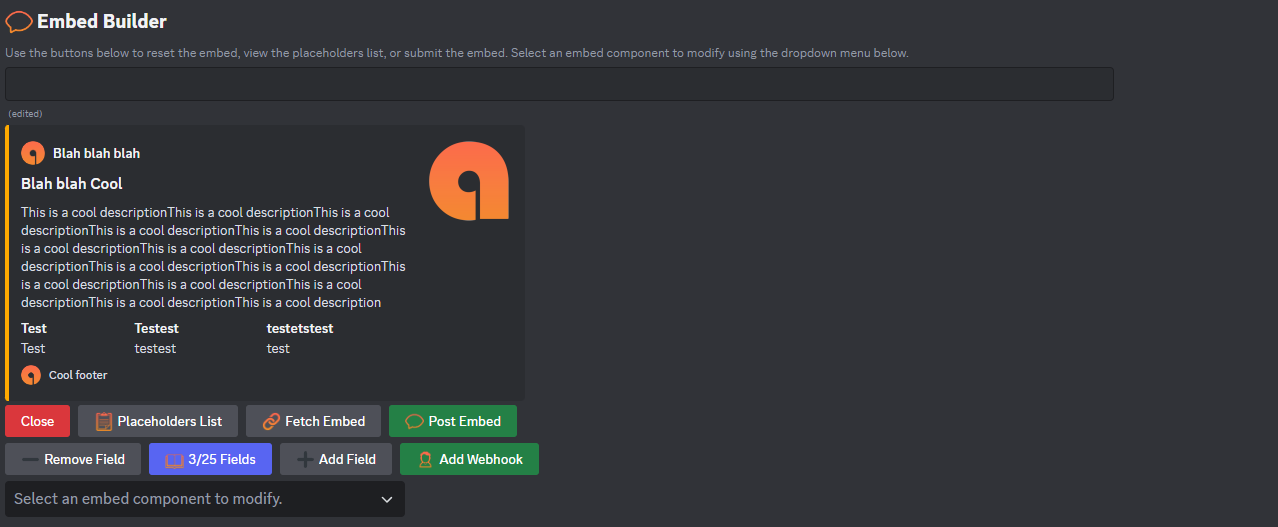 Embed Builder
Use the buttons below to reset the embed, view the placeholders list, or submit the embed. Select an embed component to modify using the dropdown menu below.
(edited)
Blah blah blah
Blah blah Cool
This is a cool descriptionThis is a cool descriptionThis is a cool
descriptionThis is a cool descriptionThis is a cool descriptionThis
is a cool descriptionThis is a cool descriptionThis is a cool
descriptionThis is a cool descriptionThis is a cool descriptionThis
is a cool descriptionThis is a cool descriptionThis is a cool
descriptionThis is a cool descriptionThis is a cool description
Test Testest testetstest
Test testest test
Cool footer
Close Placeholders List Fetch Embed Post Embed
Remove Field 3/25 Fields Add Field Add Webhook
Select an embed component to modify.